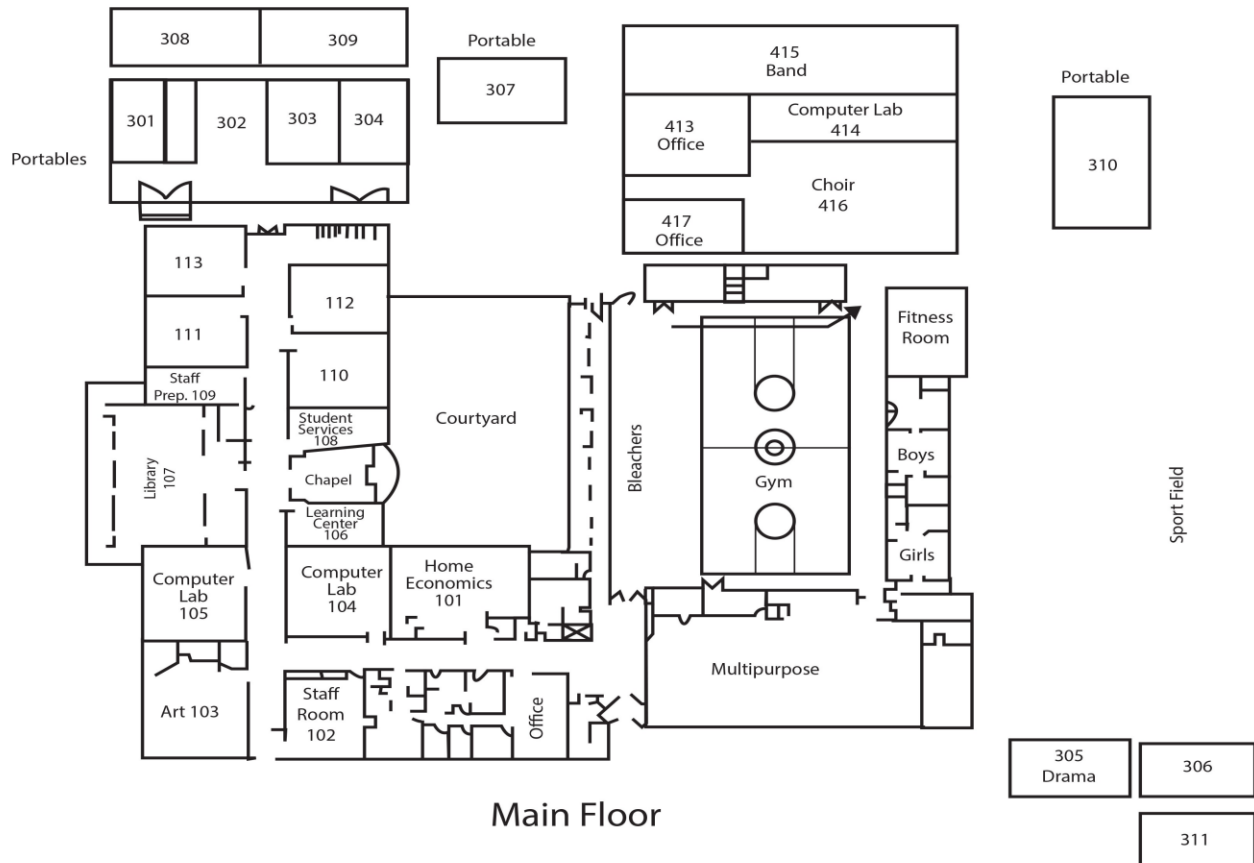 308
309
Portable
307
415
Band
Portable
301
302
303
304
413
Office
Computer Lab
414
310
Portables
Choir
416
417
Office
113
112
111
Fitness
Room
110
Staff
Prep. 109
Student
Services
108
Courtyard
Bleachers
Gym
Boys
Library
107
Chapel
Learning
Center
106
Sport Field
Girls
Computer
Lab
105
Computer
Lab
104
Home
Economics
101
Multipurpose
Art 103
Staff
Room
102
Office
305
Drama
306
Main Floor
311